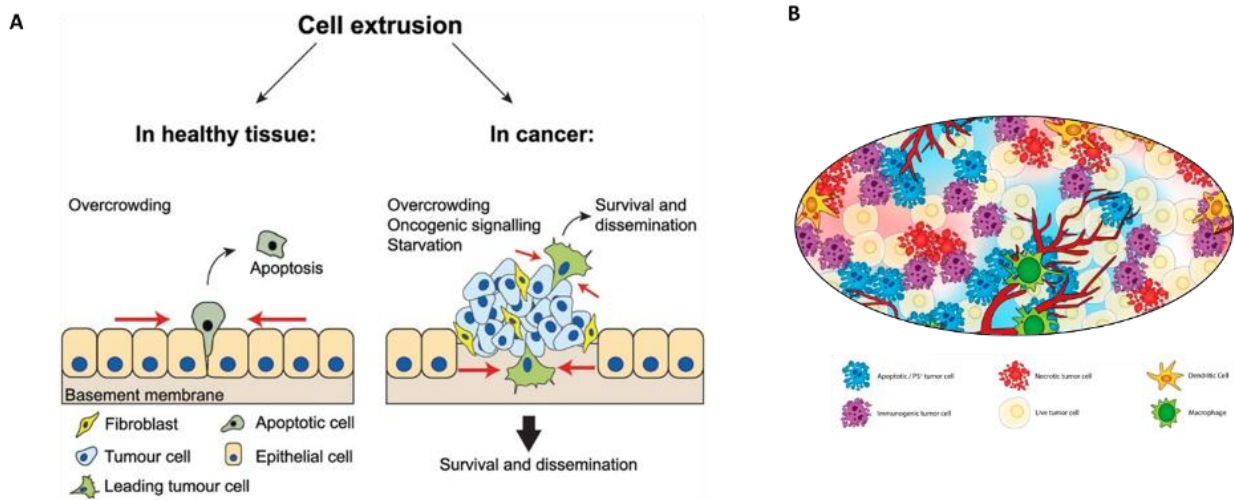 A
Cell extrusion
In healthy tissue:
Overcrowding
Apoptosis
Basement membrane
Fibroblast
Apoptotic cell
Tumour cell
Epithelial cell
Leading tumour cell
In cancer:
Overcrowding
Oncogenic signalling
Starvation
Survival and
dissemination
Survival and dissemination
B
Apoptotic / PS⁺ tumor cell
Necrotic tumor cell
Dendritic Cell
Immunogenic tumor cell
Live tumor cell
Macrophage